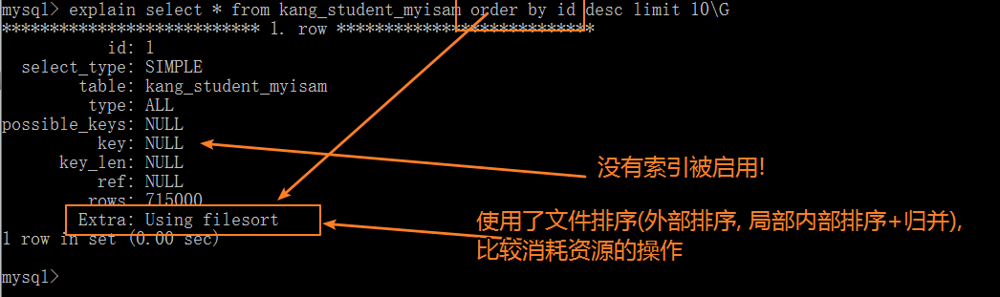 mysql> explain select * from kang_student_myisam order by id desc limit 10\G
*************************** 1. row ***************************
id: 1
select_type: SIMPLE
table: kang_student_myisam
type: ALL
possible_keys: NULL
key: NULL
没有索引被启用!
key_len: NULL
ref: NULL
rows: 715000
Extra: Using filesort
使用了文件排序(外部排序, 局部内部排序+归并),
比较消耗资源的操作
1 row in set (0.00 sec)
mysql>